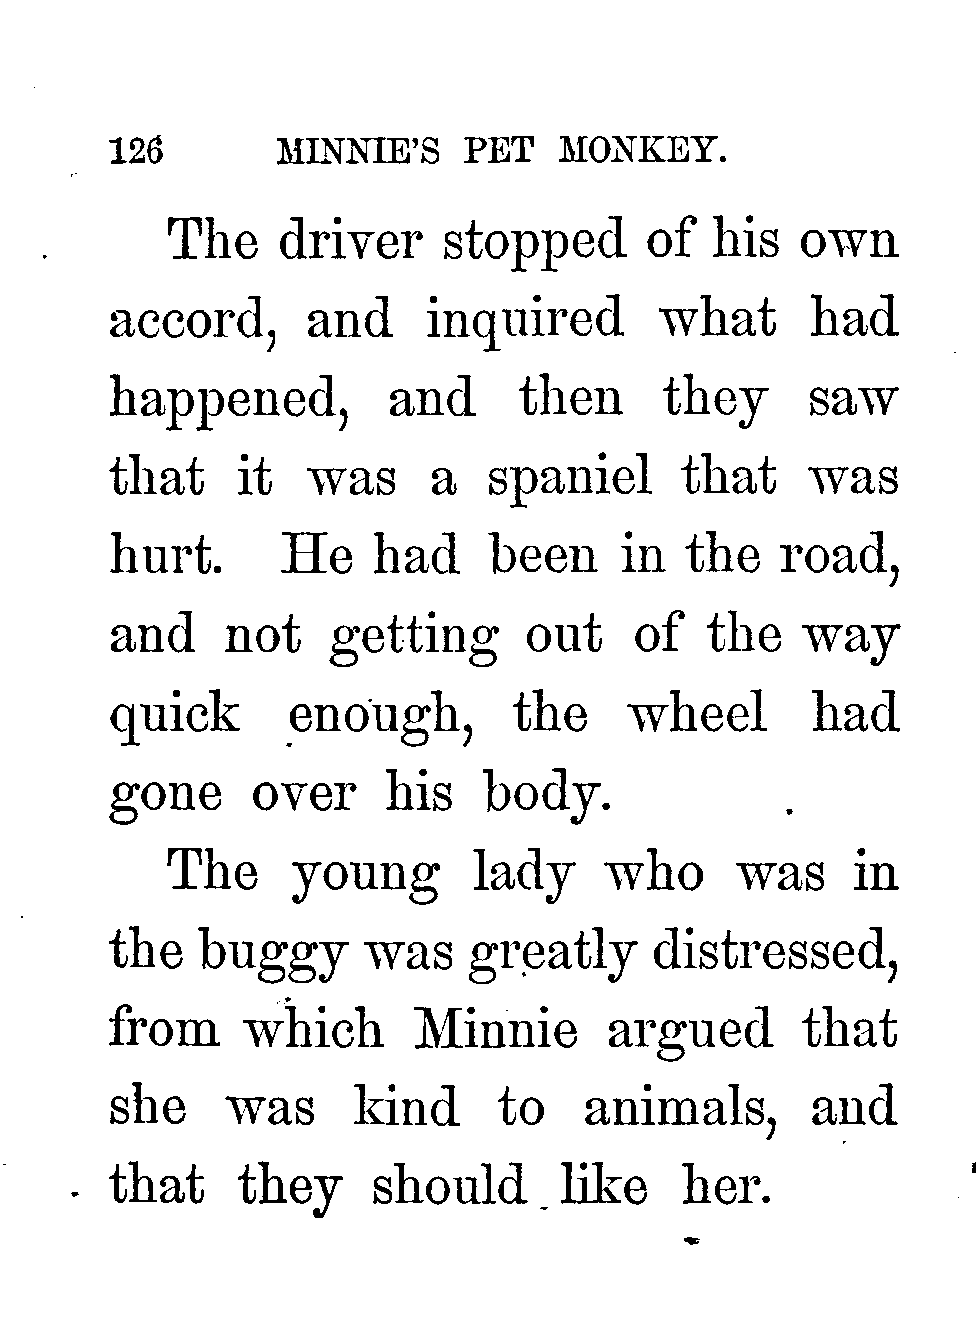 126 MINNIE'S PET MONKEY.
The driver stopped of his own
accord, and inquired what had
happened, and then they saw
that it was a spaniel that was
hurt. He had been in the road,
and not getting out of the way
quick enough, the wheel had
gone over his body.
The young lady who was in
the buggy was greatly distressed,
from which Minnie argued that
she was kind to animals, and
that they should like her.